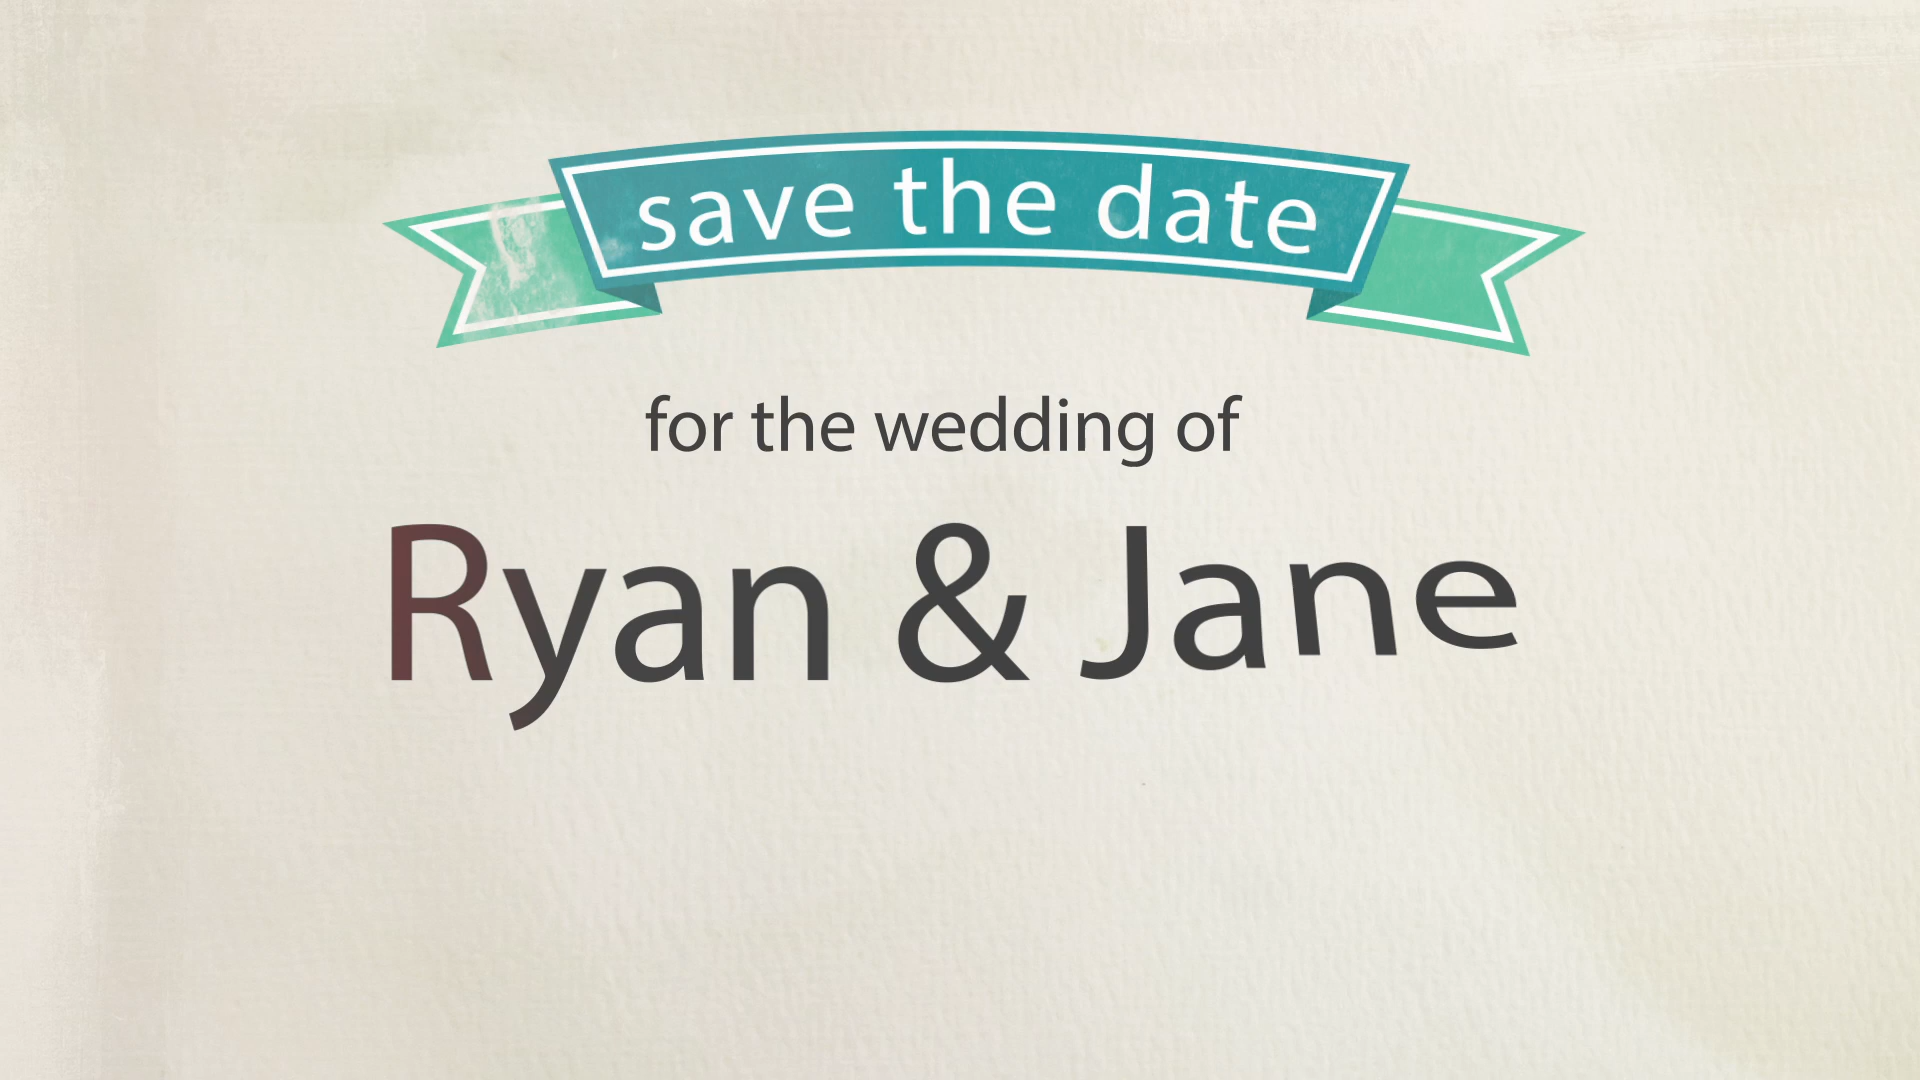 save the date
for the wedding of
Ryan & Jane